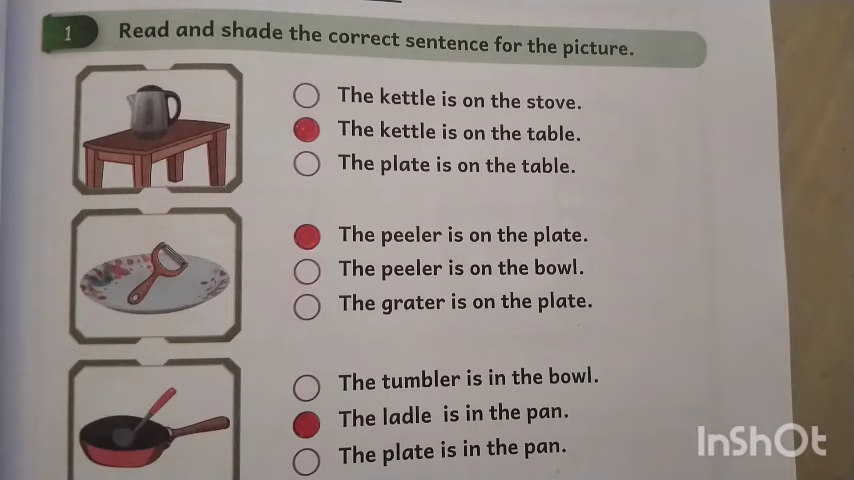 1 Read and shade the correct sentence for the picture.
The kettle is on the stove.
The kettle is on the table.
The plate is on the table.
The peeler is on the plate.
The peeler is on the bowl.
The grater is on the plate.
The tumbler is in the bowl.
The ladle is in the pan.
The plate is in the pan.
InShOt